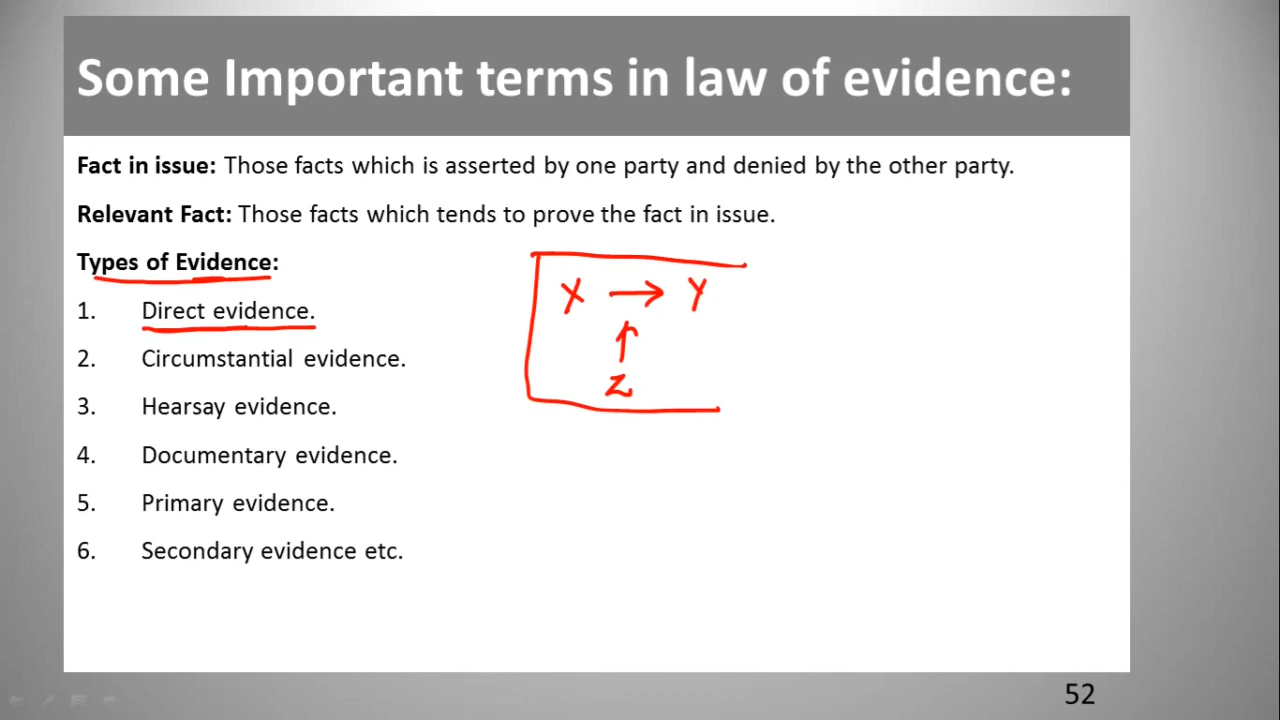 Some Important terms in law of evidence:
Fact in issue: Those facts which is asserted by one party and denied by the other party.
Relevant Fact: Those facts which tends to prove the fact in issue.
Types of Evidence:
1. Direct evidence.
2. Circumstantial evidence.
3. Hearsay evidence.
4. Documentary evidence.
5. Primary evidence.
6. Secondary evidence etc.
X → Y
↑
Z
52